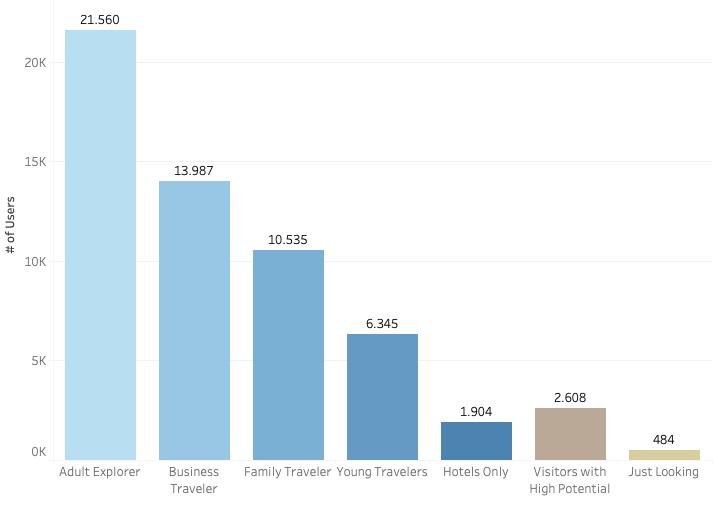 21.560
20K
13.987
15K
10.535
10K
6.345
5K
2.608
1.904
484
0K
# of Users
Adult Explorer
Business
Traveler
Family Traveler
Young Travelers
Hotels Only
Visitors with
High Potential
Just Looking